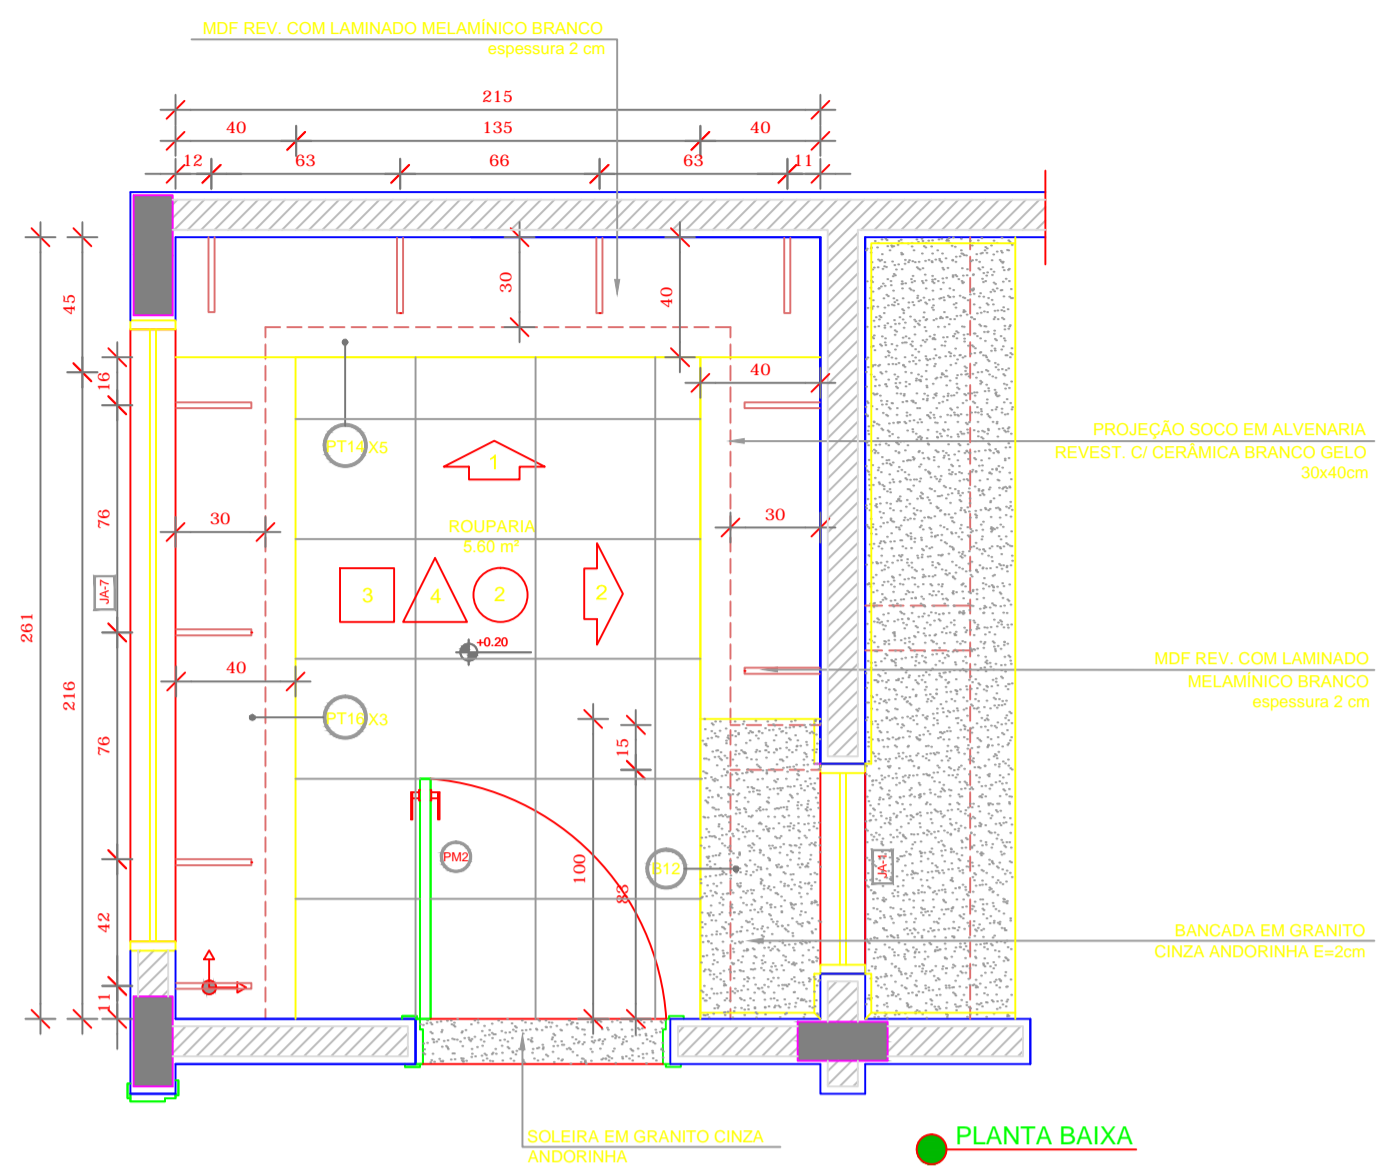 MDF REV. COM LAMINADO MELAMÍNICO BRANCO
espessura 2 cm
215
40
135
40
12
63
66
63
11
45
30
40
16
40
PT14 X5
1
PROJEÇÃO SOCO EM ALVENARIA
REVEST. C/ CERÂMICA BRANCO GELO
30x40cm
76
30
30
ROUPARIA
5.60 m²
JA-7
3
4
2
2
261
+0.20
216
40
MDF REV. COM LAMINADO
MELAMÍNICO BRANCO
espessura 2 cm
PT16 X3
76
15
PM2
100
83
B12
JA-1
42
BANCADA EM GRANITO
CINZA ANDORINHA E=2cm
11
SOLEIRA EM GRANITO CINZA
ANDORINHA
PLANTA BAIXA